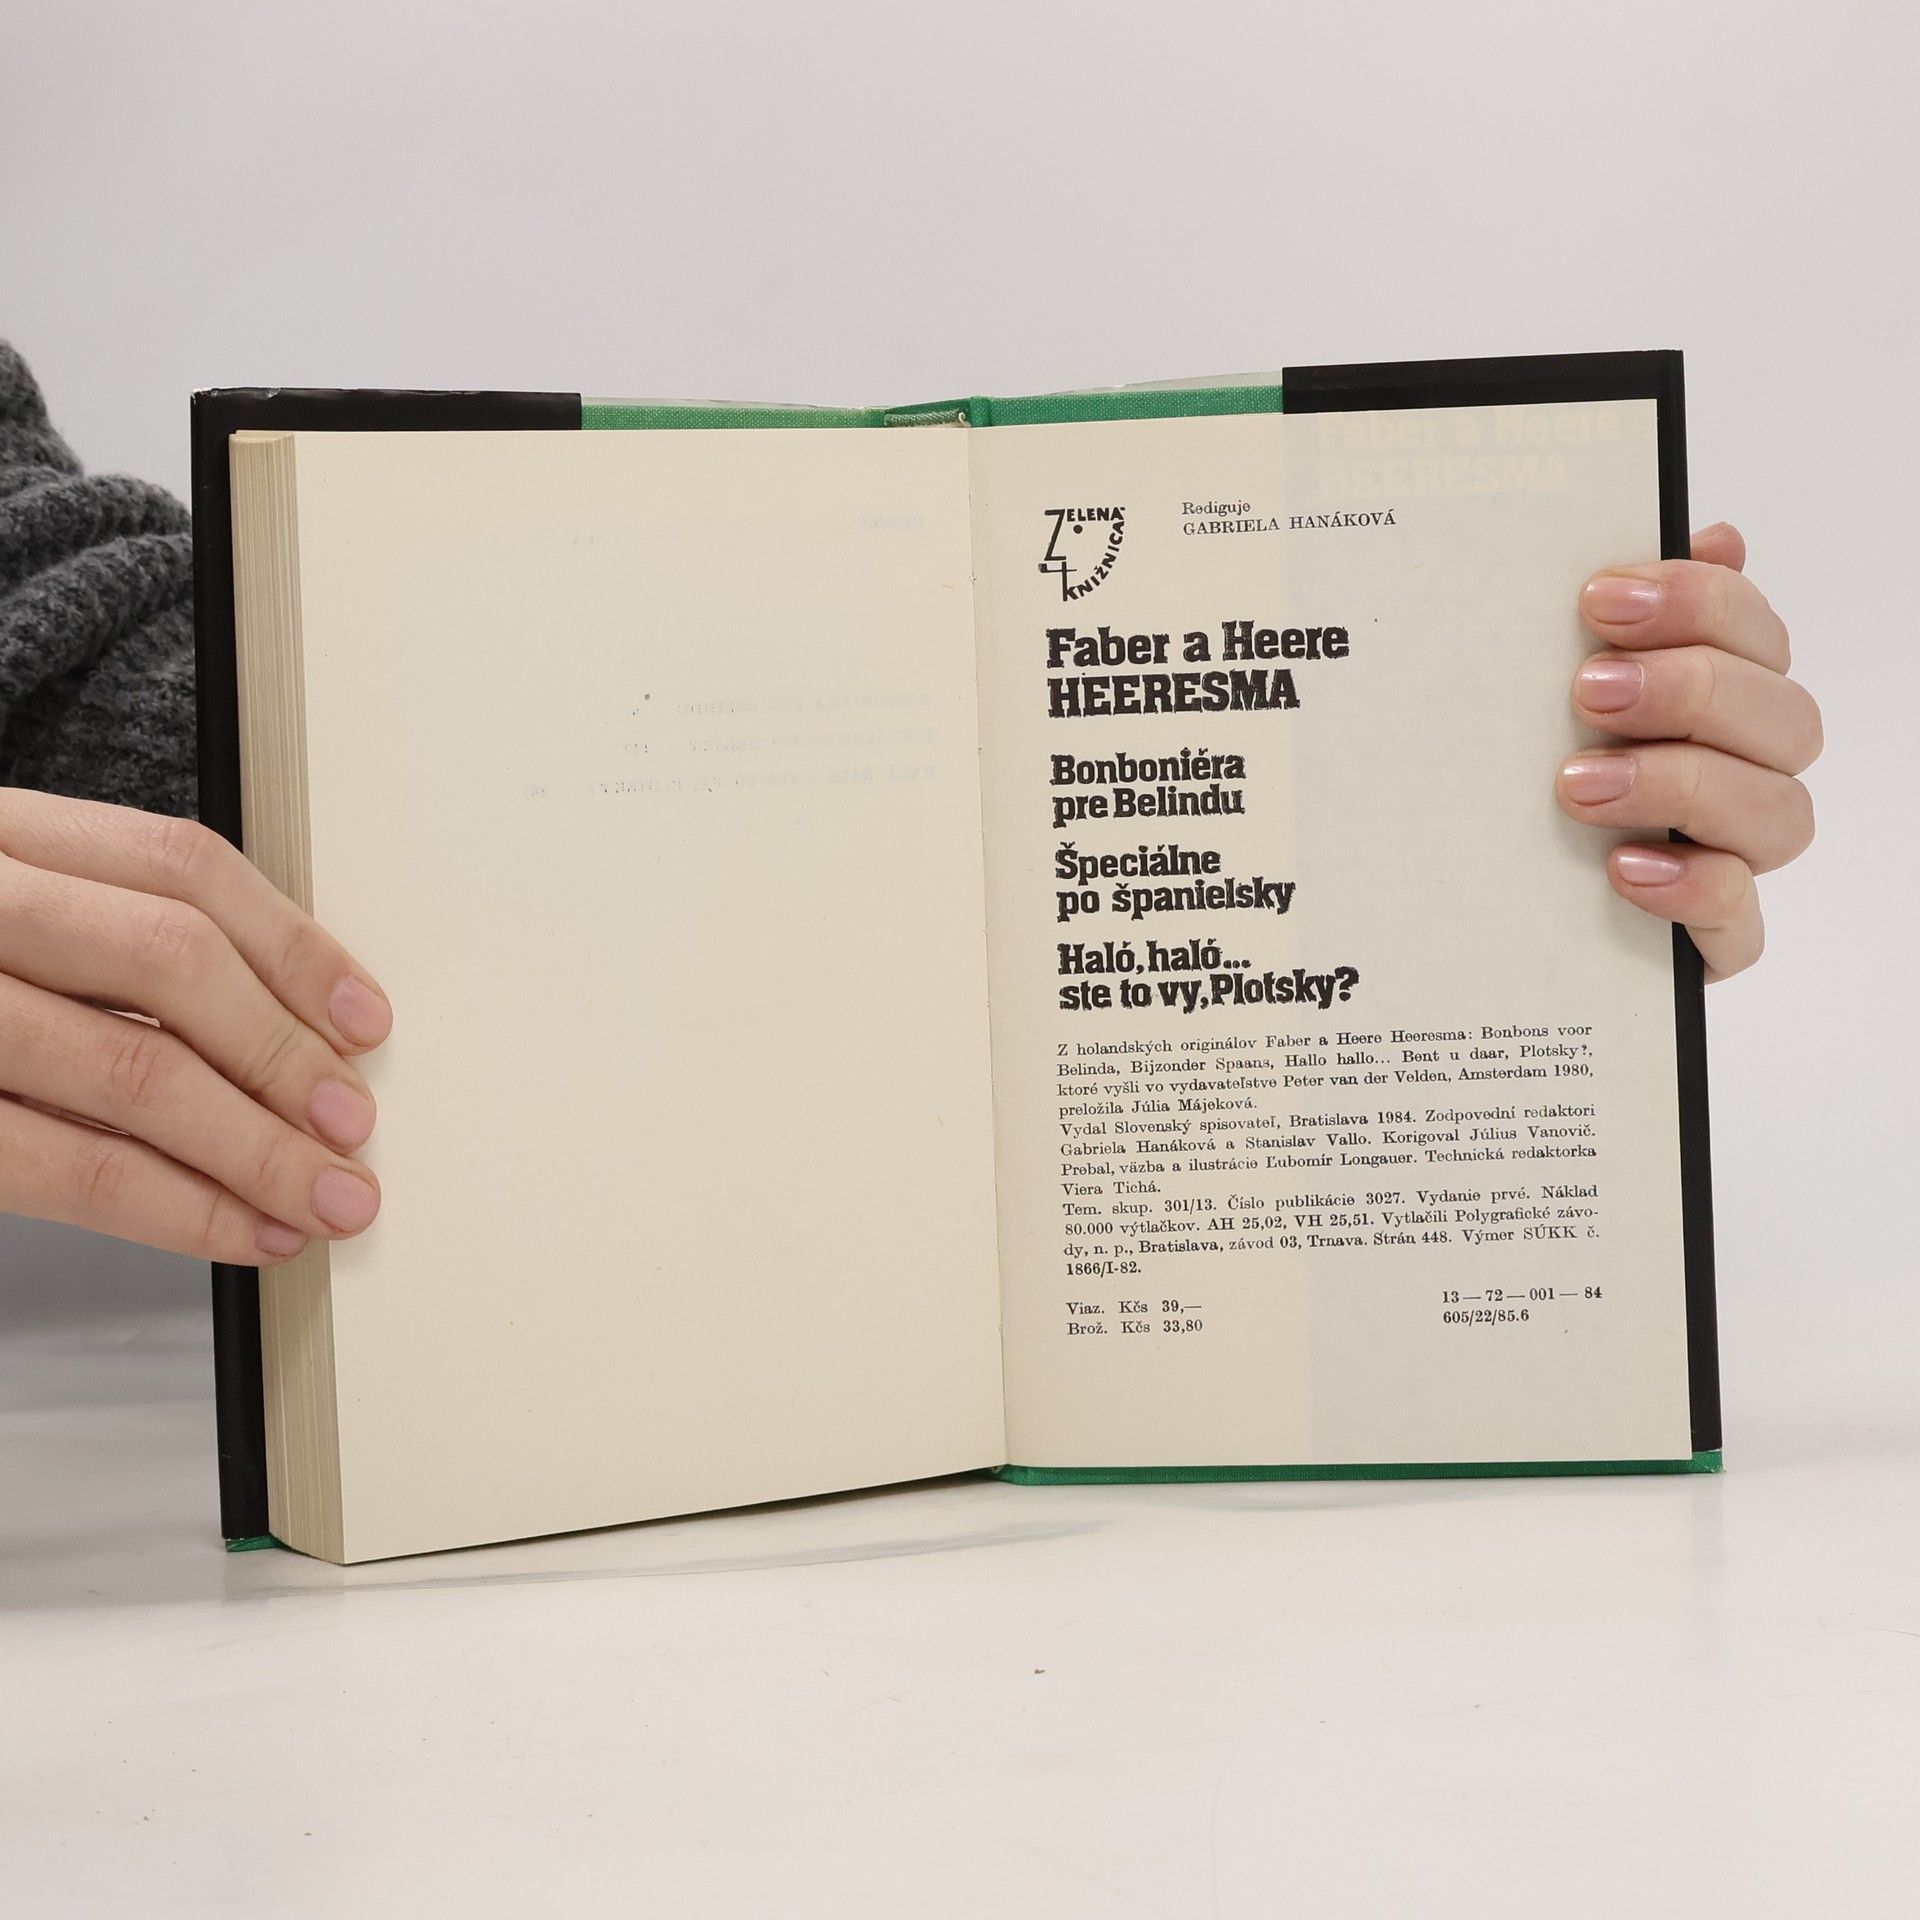 ZELENÁ
KNIŽNICA
Rediguje
GABRIELA HANÁKOVÁ
Faber a Heere
HEERESMA
Bonboniéra
pre Belindu
Špeciálne
po španielsky
Haló, haló...
ste to vy, Plotsky?
Z holandských originálov Faber a Heere Heeresma: Bonbons voor
Belinda, Bijzonder Spaans, Hallo hallo... Bent u daar, Plotsky?,
ktoré vyšli vo vydavateľstve Peter van der Velden, Amsterdam 1980,
preložila Júlia Májeková.
Vydal Slovenský spisovateľ, Bratislava 1984. Zodpovední redaktori
Gabriela Hanáková a Stanislav Vallo. Korigoval Július Vanovič.
Prebal, väzba a ilustrácie Ľubomír Longauer. Technická redaktorka
Viera Tichá.
Tem. skup. 301/13. Číslo publikácie 3027. Vydanie prvé. Náklad
80.000 výtlačkov. AH 25,02, VH 25,51. Vytlačili Polygrafické závo-
dy, n. p., Bratislava, závod 03, Trnava. Strán 448. Výmer SÚKK č.
1866/I-82.
Viaz. Kčs 39,—
Brož. Kčs 33,80
13 — 72 — 001 — 84
605/22/85.6